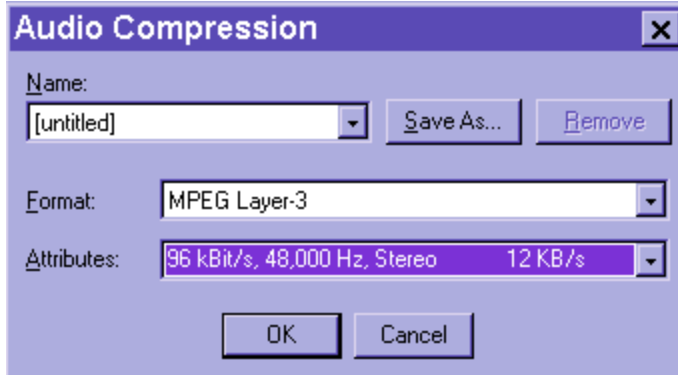 Audio Compression
Name:
[untitled]
Save As...
Remove
Format:
MPEG Layer-3
Attributes:
96 kBit/s, 48,000 Hz, Stereo 12 KB/s
OK
Cancel